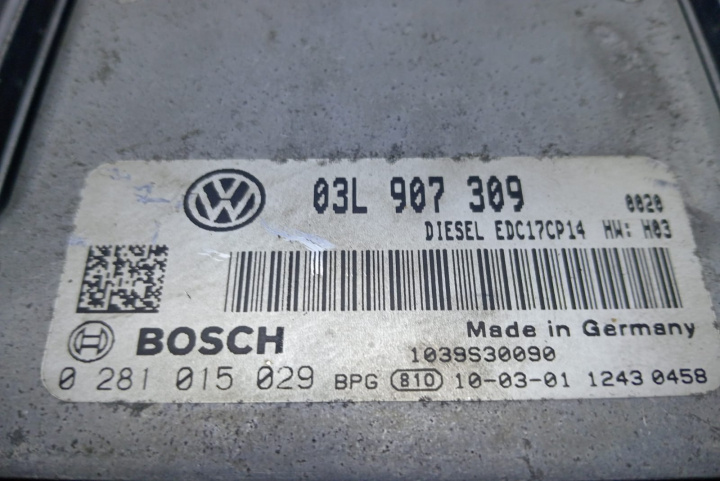 03L 907 309 0020
DIESEL EDC17CP14 HW: H03
BOSCH Made in Germany
1039S30090
0 281 015 029 BPG 810 10-03-01 1243 0458